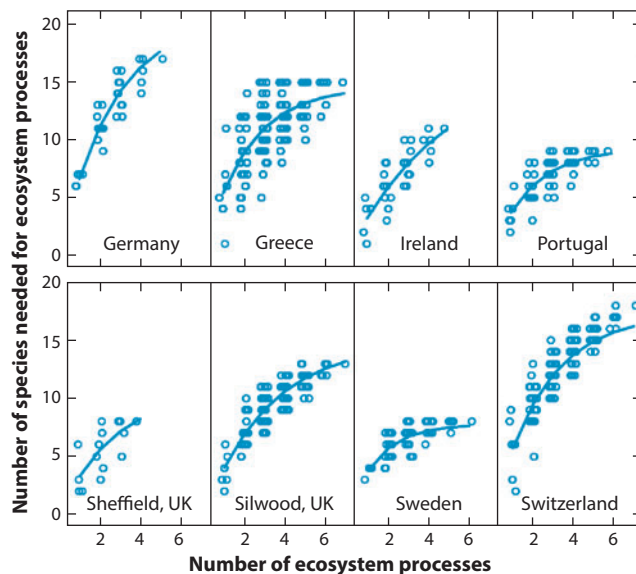 20
15
10
5
0
Germany
Greece
Ireland
Portugal
20
15
10
5
0
Sheffield, UK
Silwood, UK
Sweden
Switzerland
2 4 6 2 4 6 2 4 6 2 4 6
Number of ecosystem processes
Number of species needed for ecosystem processes